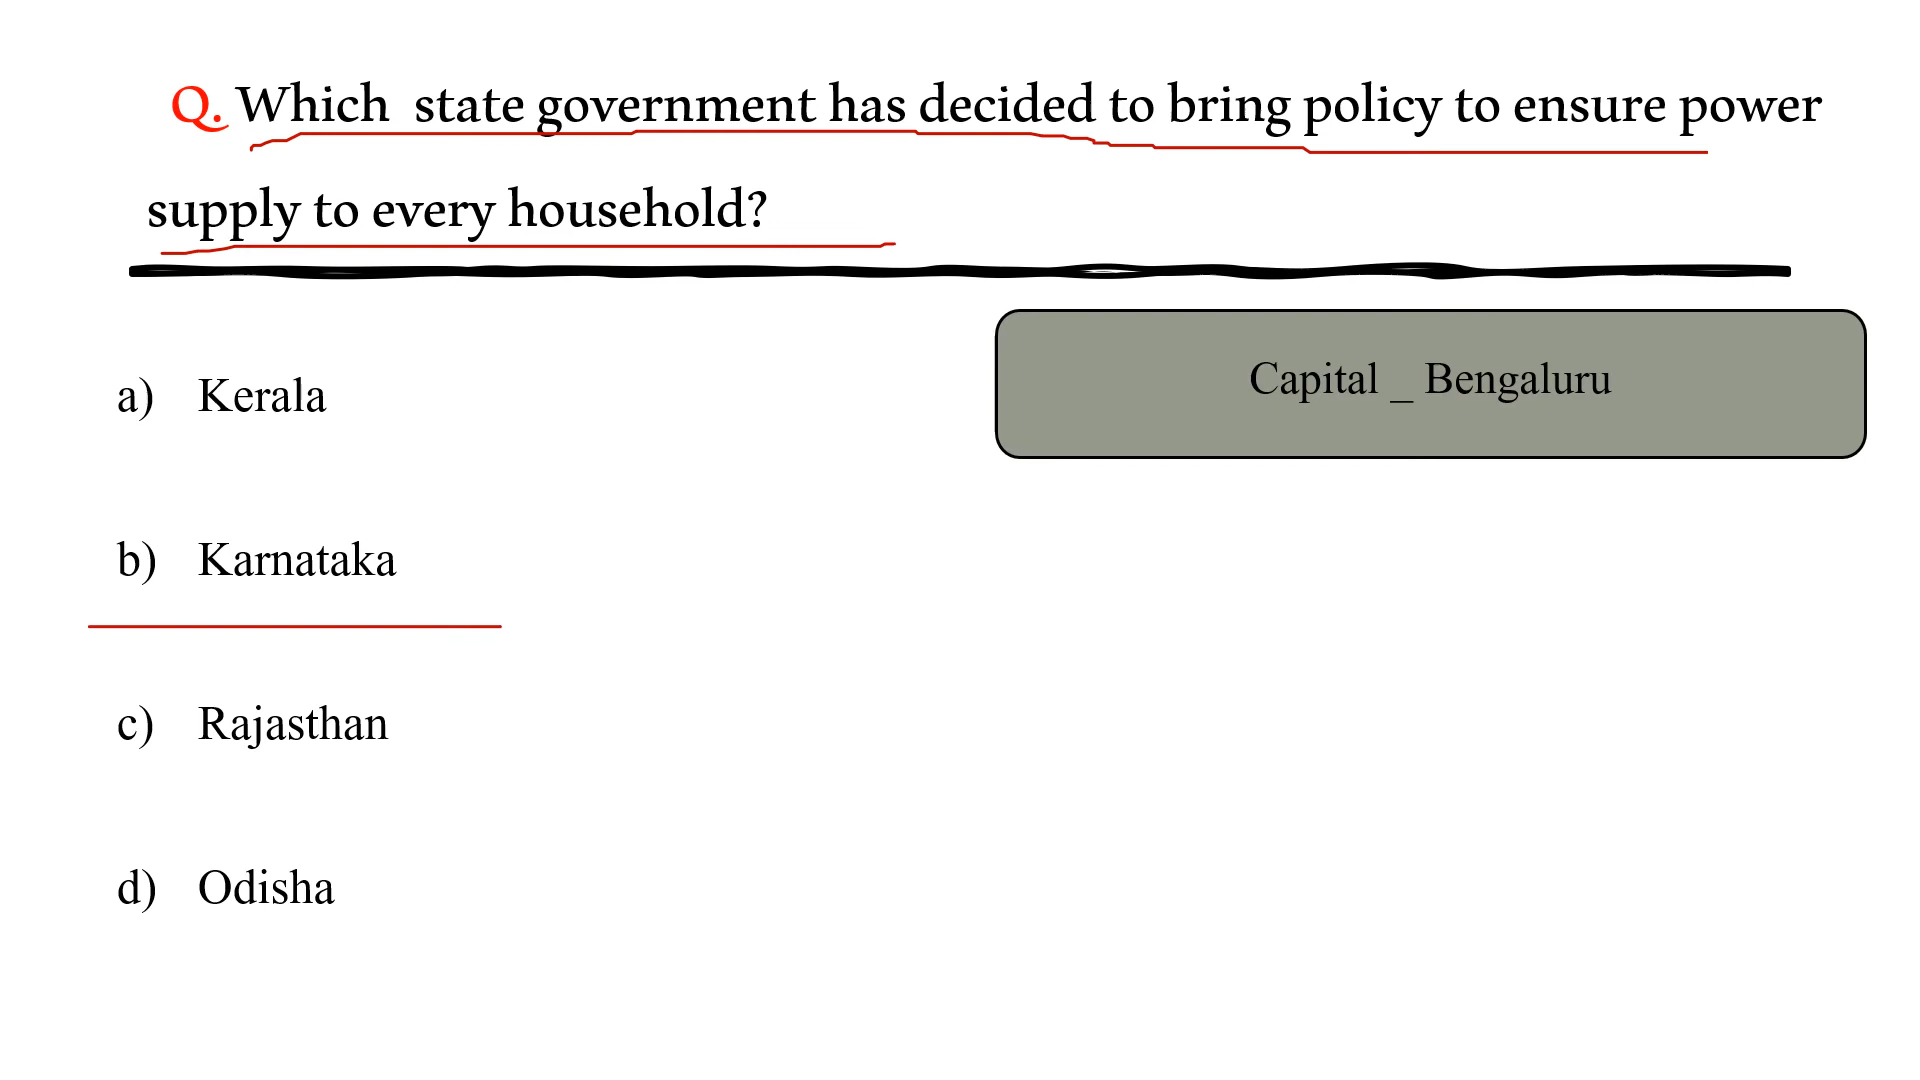 Q. Which state government has decided to bring policy to ensure power
supply to every household?
Capital _ Bengaluru
a) Kerala
b) Karnataka
c) Rajasthan
d) Odisha